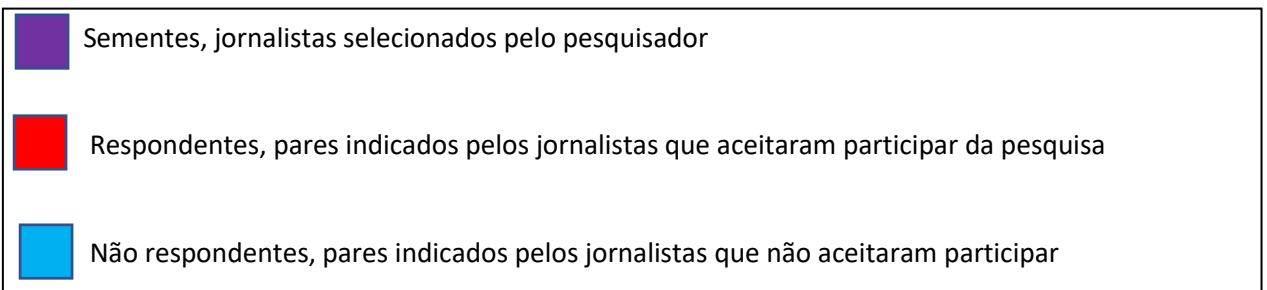 Sementes, jornalistas selecionados pelo pesquisador
Respondentes, pares indicados pelos jornalistas que aceitaram participar da pesquisa
Não respondentes, pares indicados pelos jornalistas que não aceitaram participar